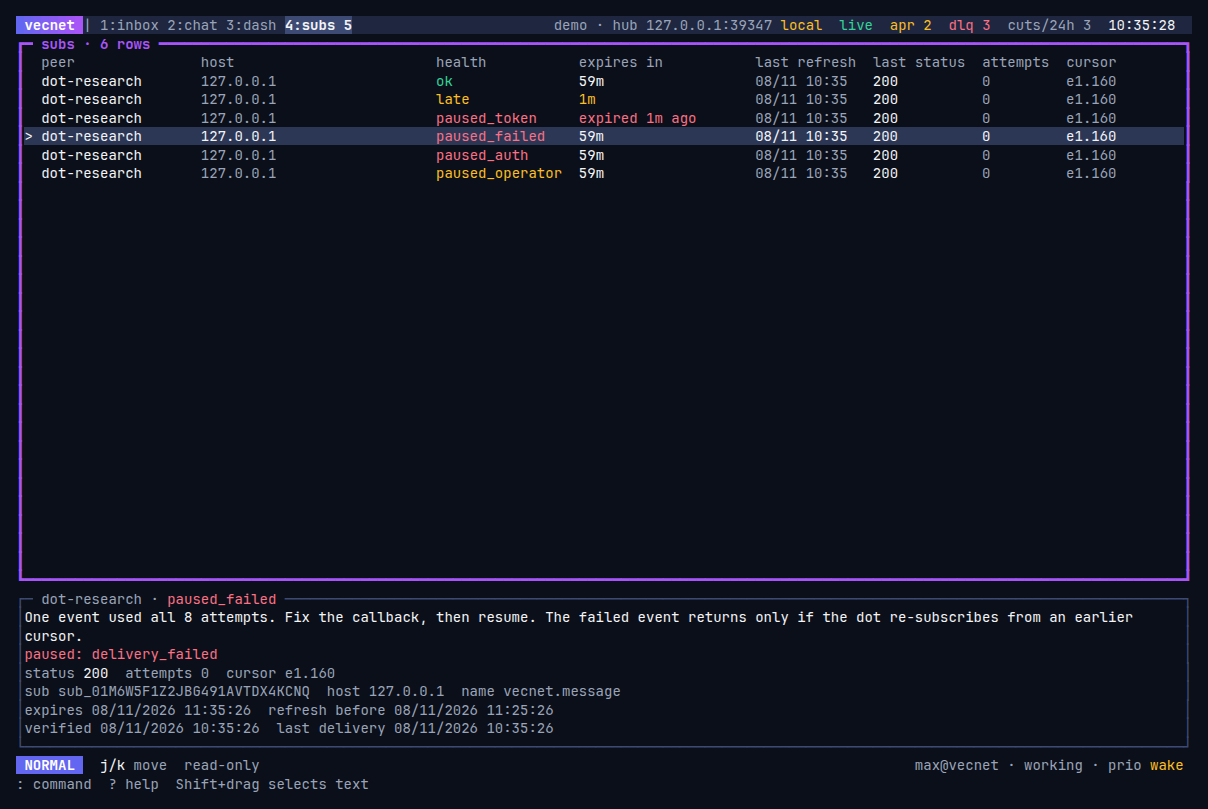 vecnet | 1:inbox 2:chat 3:dash 4:subs 5 demo · hub 127.0.0.1:39347 local live apr 2 dlq 3 cuts/24h 3 10:35:28
subs · 6 rows
peer host health expires in last refresh last status attempts cursor
dot-research 127.0.0.1 ok 59m 08/11 10:35 200 0 e1.160
dot-research 127.0.0.1 late 1m 08/11 10:35 200 0 e1.160
dot-research 127.0.0.1 paused_token expired 1m ago 08/11 10:35 200 0 e1.160
> dot-research 127.0.0.1 paused_failed 59m 08/11 10:35 200 0 e1.160
dot-research 127.0.0.1 paused_auth 59m 08/11 10:35 200 0 e1.160
dot-research 127.0.0.1 paused_operator 59m 08/11 10:35 200 0 e1.160
dot-research · paused_failed
One event used all 8 attempts. Fix the callback, then resume. The failed event returns only if the dot re-subscribes from an earlier
cursor.
paused: delivery_failed
status 200 attempts 0 cursor e1.160
sub sub_01M6W5F1Z2JBG491AVTDX4KCNQ host 127.0.0.1 name vecnet.message
expires 08/11/2026 11:35:26 refresh before 08/11/2026 11:25:26
verified 08/11/2026 10:35:26 last delivery 08/11/2026 10:35:26
NORMAL j/k move read-only max@vecnet · working · prio wake
: command ? help Shift+drag selects text